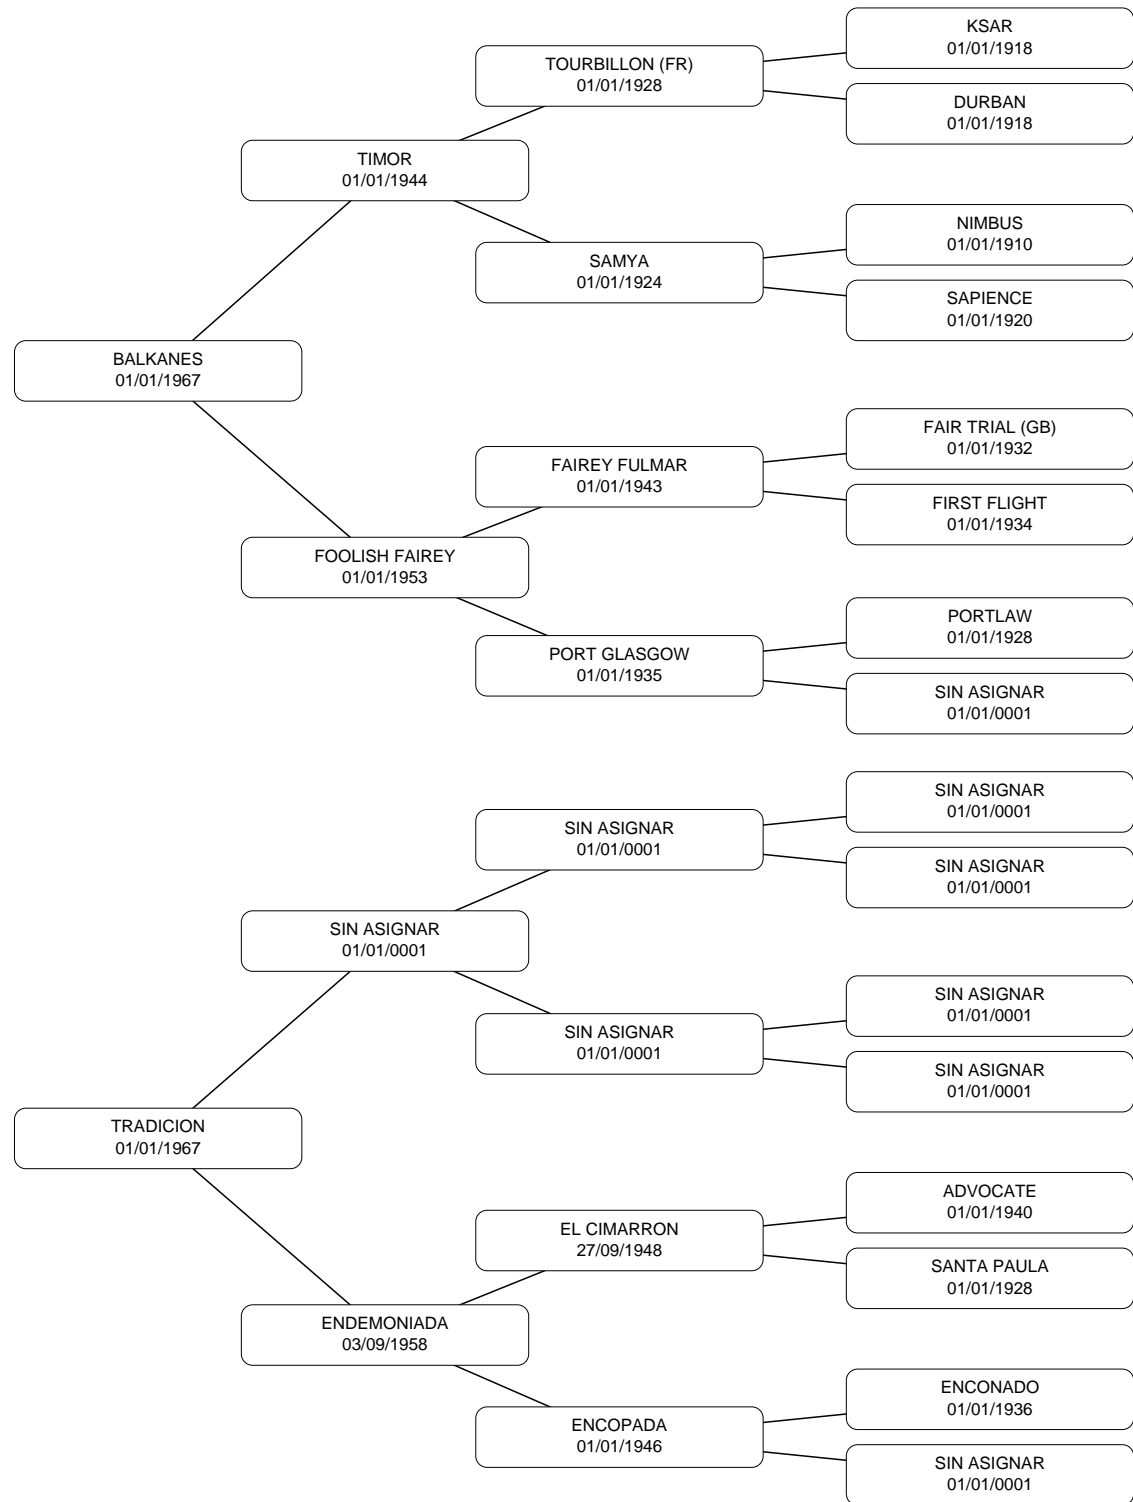 KSAR
01/01/1918
TOURBILLON (FR)
01/01/1928
DURBAN
01/01/1918
TIMOR
01/01/1944
NIMBUS
01/01/1910
SAMYA
01/01/1924
SAPIENCE
01/01/1920
BALKANES
01/01/1967
FAIR TRIAL (GB)
01/01/1932
FAIREY FULMAR
01/01/1943
FIRST FLIGHT
01/01/1934
FOOLISH FAIREY
01/01/1953
PORTLAW
01/01/1928
PORT GLASGOW
01/01/1935
SIN ASIGNAR
01/01/0001
SIN ASIGNAR
01/01/0001
SIN ASIGNAR
01/01/0001
SIN ASIGNAR
01/01/0001
SIN ASIGNAR
01/01/0001
SIN ASIGNAR
01/01/0001
SIN ASIGNAR
01/01/0001
SIN ASIGNAR
01/01/0001
TRADICION
01/01/1967
ADVOCATE
01/01/1940
EL CIMARRON
27/09/1948
SANTA PAULA
01/01/1928
ENDEMONIADA
03/09/1958
ENCONADO
01/01/1936
ENCOPADA
01/01/1946
SIN ASIGNAR
01/01/0001